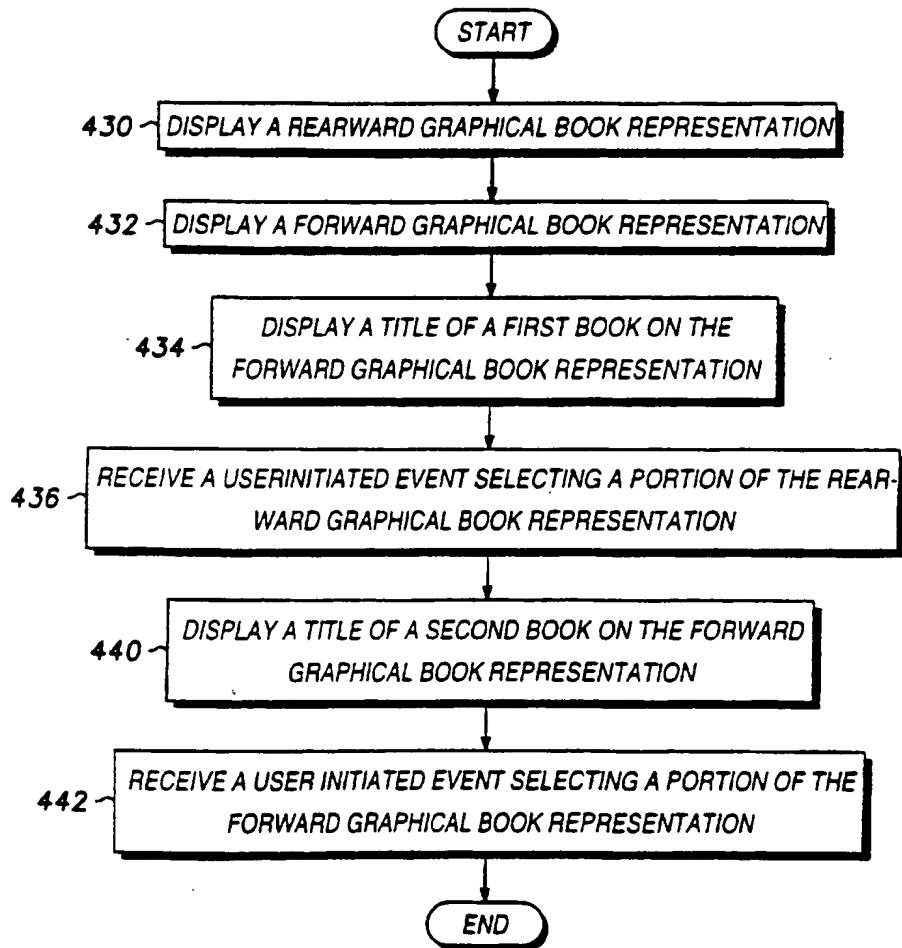 START
430 DISPLAY A REARWARD GRAPHICAL BOOK REPRESENTATION
432 DISPLAY A FORWARD GRAPHICAL BOOK REPRESENTATION
DISPLAY A TITLE OF A FIRST BOOK ON THE
434 FORWARD GRAPHICAL BOOK REPRESENTATION
RECEIVE A USERINITIATED EVENT SELECTING A PORTION OF THE REAR-
436 WARD GRAPHICAL BOOK REPRESENTATION
DISPLAY A TITLE OF A SECOND BOOK ON THE FORWARD
440 GRAPHICAL BOOK REPRESENTATION
RECEIVE A USER INITIATED EVENT SELECTING A PORTION OF THE
442 FORWARD GRAPHICAL BOOK REPRESENTATION
END